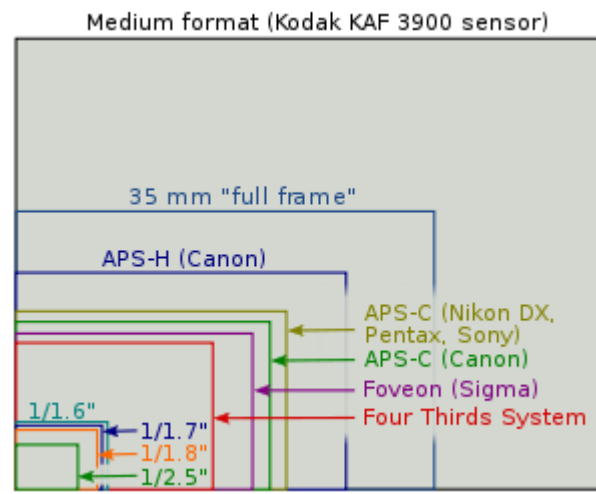 Medium format (Kodak KAF 3900 sensor)
35 mm "full frame"
APS-H (Canon)
APS-C (Nikon DX,
Pentax, Sony)
APS-C (Canon)
Foveon (Sigma)
Four Thirds System
1/1.6"
1/1.7"
1/1.8"
1/2.5"